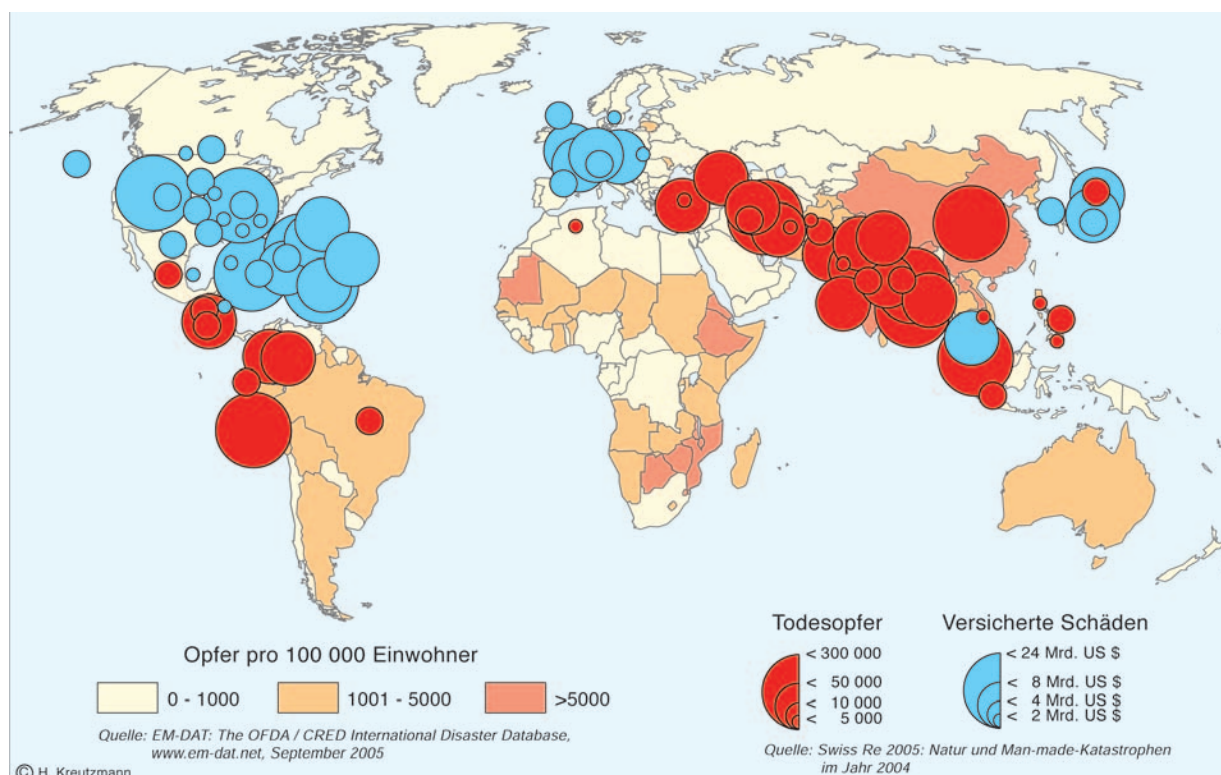 Opfer pro 100 000 Einwohner
0 - 1000
1001 - 5000
>5000
Quelle: EM-DAT: The OFDA / CRED International Disaster Database,
www.em-dat.net, September 2005
© H. Kreutzmann
Todesopfer
< 300 000
< 50 000
< 10 000
< 5 000
Versicherte Schäden
< 24 Mrd. US $
< 8 Mrd. US $
< 4 Mrd. US $
< 2 Mrd. US $
Quelle: Swiss Re 2005: Natur und Man-made-Katastrophen
im Jahr 2004